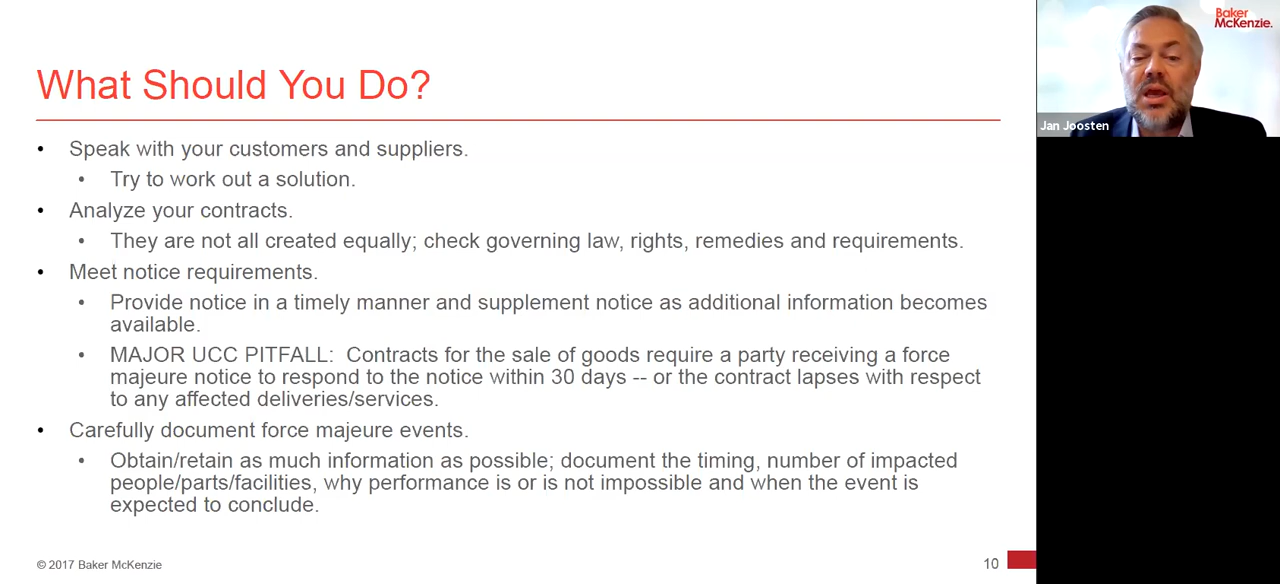 What Should You Do?
• Speak with your customers and suppliers.
• Try to work out a solution.
• Analyze your contracts.
• They are not all created equally; check governing law, rights, remedies and requirements.
• Meet notice requirements.
• Provide notice in a timely manner and supplement notice as additional information becomes
available.
• MAJOR UCC PITFALL:  Contracts for the sale of goods require a party receiving a force
majeure notice to respond to the notice within 30 days -- or the contract lapses with respect
to any affected deliveries/services.
• Carefully document force majeure events.
• Obtain/retain as much information as possible; document the timing, number of impacted
people/parts/facilities, why performance is or is not impossible and when the event is
expected to conclude.
© 2017 Baker McKenzie
10
Baker
McKenzie.
Jan Joosten